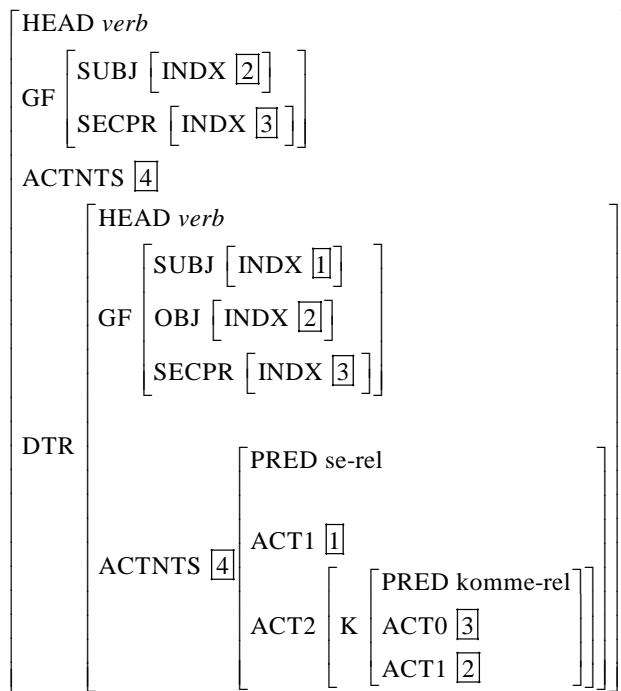 HEAD verb
GF
SUBJ [INDX 2]
SECPR [INDX 3]
ACTNTS 4
DTR
HEAD verb
GF
SUBJ [INDX 1]
OBJ [INDX 2]
SECPR [INDX 3]
ACTNTS 4
PRED se-rel
ACT1 1
ACT2
K
PRED komme-rel
ACT0 3
ACT1 2